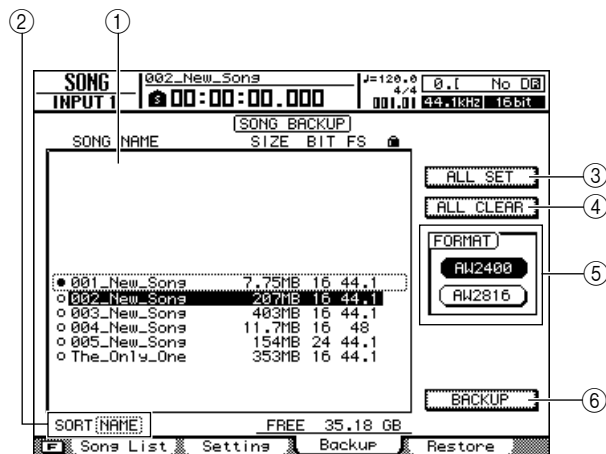 ② ①
SONG 002_New_Song ♩=120.0 0.[ No D
4/4
INPUT 1 S 00:00:00.000 001.01 44.1kHz 16bit
SONG BACKUP
SONG NAME SIZE BIT FS
ALL SET ③
ALL CLEAR ④
FORMAT
AW2400 ⑤
AW2816
001_New_Song 7.75MB 16 44.1
002_New_Song 207MB 16 44.1
003_New_Song 403MB 16 44.1
004_New_Song 11.7MB 16 48
005_New_Song 154MB 24 44.1
The_Only_One 353MB 16 44.1
BACKUP ⑥
SORT NAME FREE 35.18 GB
F Song List Setting Backup Restore